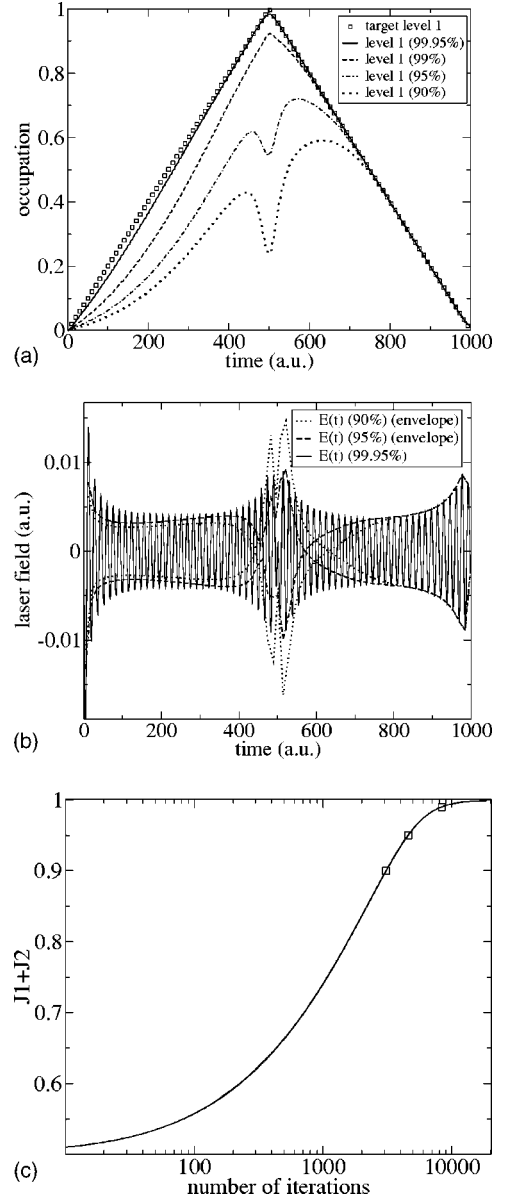 1
0.8
0.6
0.4
0.2
0
occupation
target level 1
level 1 (99.95%)
level 1 (99%)
level 1 (95%)
level 1 (90%)
0 200 400 600 800 1000
time (a.u.)
(a)
0.01
0
-0.01
laser field (a.u.)
E(t) (90%) (envelope)
E(t) (95%) (envelope)
E(t) (99.95%)
0 200 400 600 800 1000
time (a.u.)
(b)
1
0.9
0.8
0.7
0.6
J1+J2
100 1000 10000
number of iterations
(c)